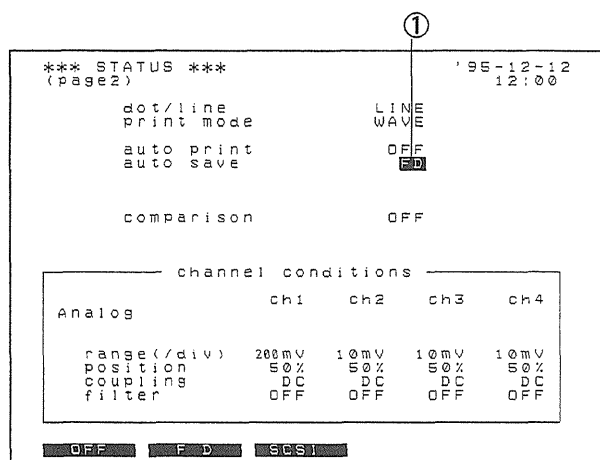 ①
*** STATUS *** '95-12-12
(page2) 12:00
dot/line LINE
print mode WAVE
auto print OFF
auto save FD
comparison OFF
channel conditions
ch1 ch2 ch3 ch4
Analog
range(/div) 200mV 10mV 10mV 10mV
position 50% 50% 50% 50%
coupling DC DC DC DC
filter OFF OFF OFF OFF
OFF FD SCSI